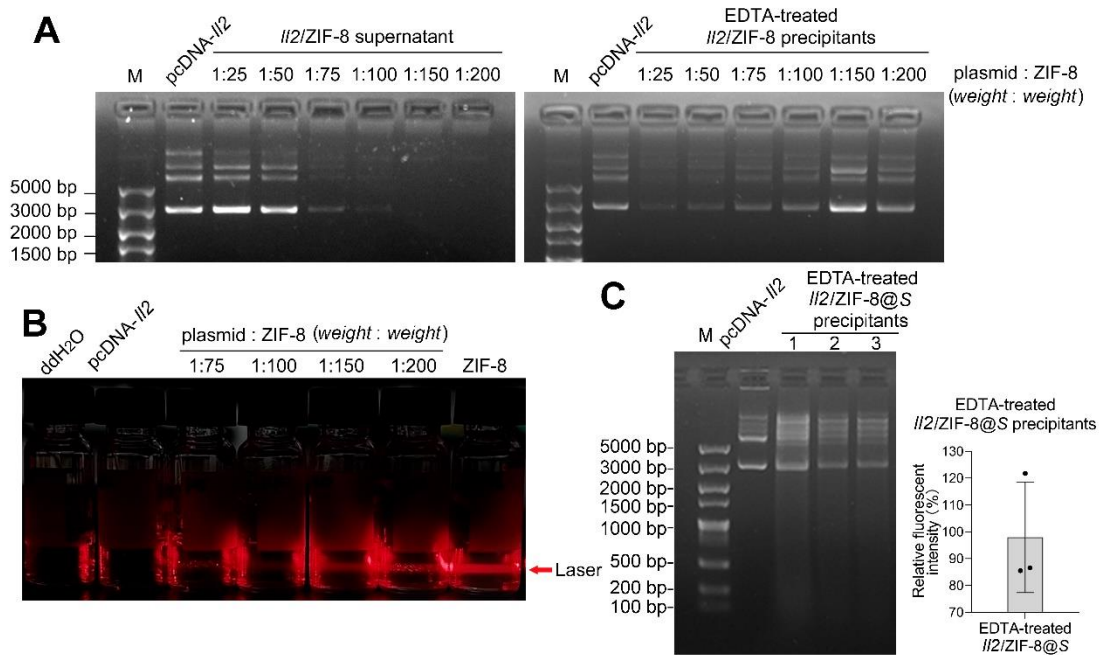 A
Il2/ZIF-8 supernatant
M pcDNA-Il2 1:25 1:50 1:75 1:100 1:150 1:200
5000 bp
3000 bp
2000 bp
1500 bp
EDTA-treated
Il2/ZIF-8 precipitants
M pcDNA-Il2 1:25 1:50 1:75 1:100 1:150 1:200
plasmid : ZIF-8
(weight : weight)
B
ddH2O pcDNA-Il2 plasmid : ZIF-8 (weight : weight)
1:75 1:100 1:150 1:200 ZIF-8
Laser
C
EDTA-treated
Il2/ZIF-8@S
precipitants
M pcDNA-Il2 1 2 3
5000 bp
3000 bp
2000 bp
1500 bp
1000 bp
500 bp
200 bp
100 bp
EDTA-treated
Il2/ZIF-8@S precipitants
Relative fluorescent
intensity (%)
130
120
110
100
90
80
70
EDTA-treated
Il2/ZIF-8@S